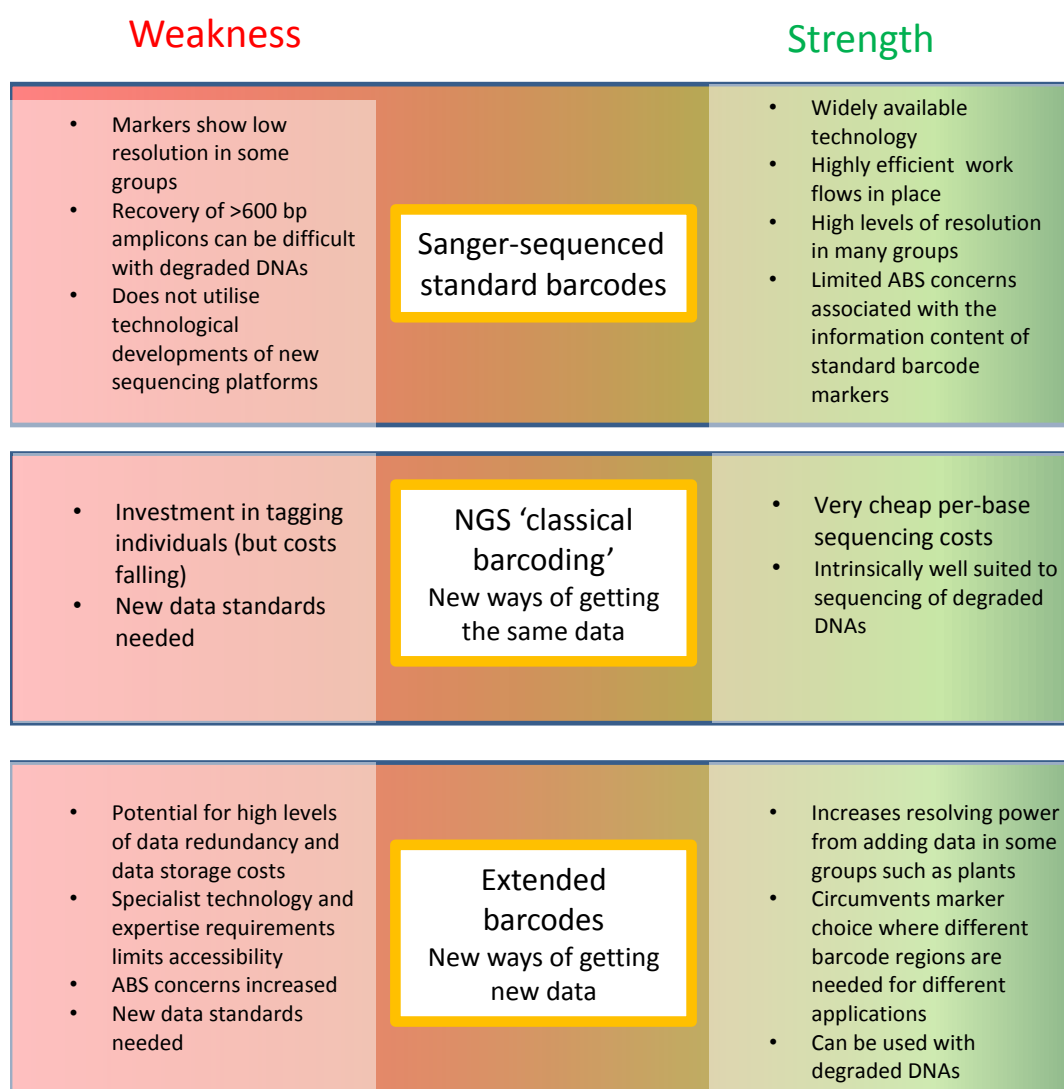 Weakness
Strength
• Markers show low
resolution in some
groups
• Recovery of >600 bp
amplicons can be difficult
with degraded DNAs
• Does not utilise
technological
developments of new
sequencing platforms
Sanger-sequenced
standard barcodes
• Widely available
technology
• Highly efficient work
flows in place
• High levels of resolution
in many groups
• Limited ABS concerns
associated with the
information content of
standard barcode
markers
• Investment in tagging
individuals (but costs
falling)
• New data standards
needed
NGS ‘classical
barcoding’
New ways of getting
the same data
• Very cheap per-base
sequencing costs
• Intrinsically well suited to
sequencing of degraded
DNAs
• Potential for high levels
of data redundancy and
data storage costs
• Specialist technology and
expertise requirements
limits accessibility
• ABS concerns increased
• New data standards
needed
Extended
barcodes
New ways of getting
new data
• Increases resolving power
from adding data in some
groups such as plants
• Circumvents marker
choice where different
barcode regions are
needed for different
applications
• Can be used with
degraded DNAs